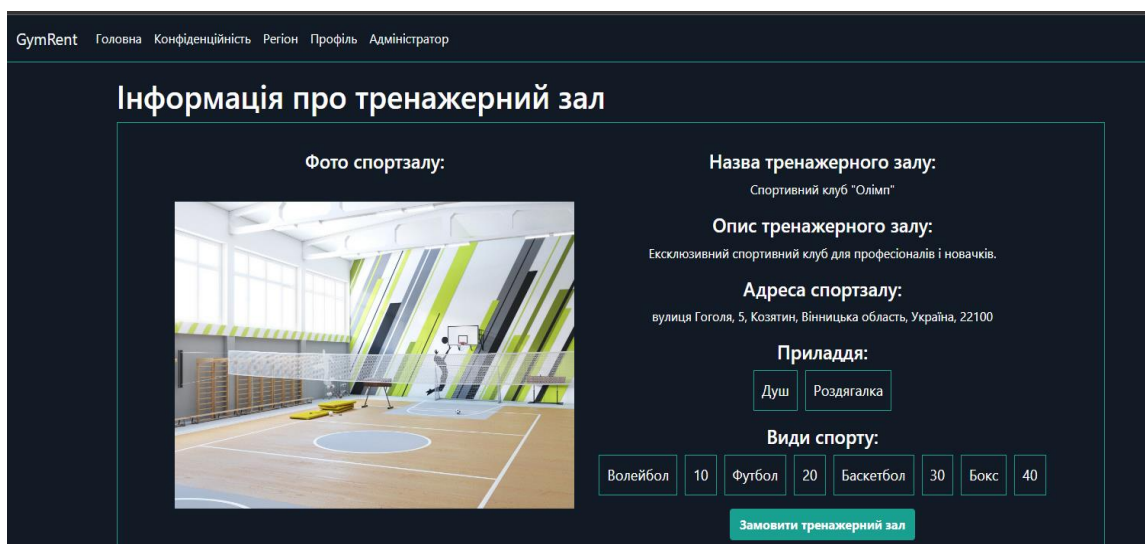 GymRent Головна Конфіденційність Регіон Профіль Адміністратор
Інформація про тренажерний зал
Фото спортзалу:
Назва тренажерного залу:
Спортивний клуб "Олімп"
Опис тренажерного залу:
Ексклюзивний спортивний клуб для професіоналів і новачків.
Адреса спортзалу:
вулиця Гоголя, 5, Козятин, Вінницька область, Україна, 22100
Приладдя:
Душ Роздягалка
Види спорту:
Волейбол 10 Футбол 20 Баскетбол 30 Бокс 40
Замовити тренажерний зал